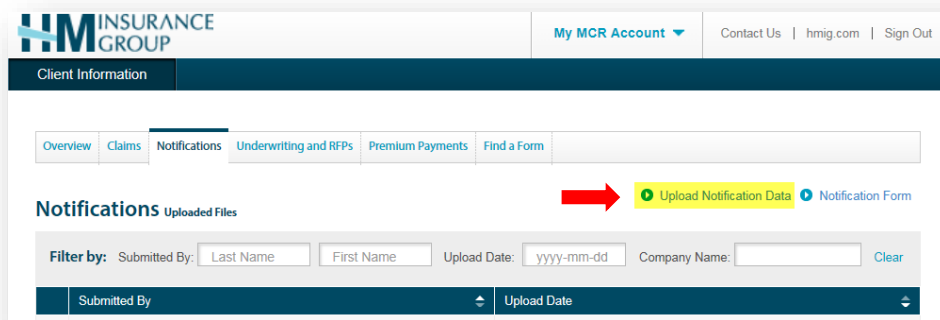 HM INSURANCE GROUP
My MCR Account
Contact Us | hmig.com | Sign Out
Client Information
Overview Claims Notifications Underwriting and RFPs Premium Payments Find a Form
Upload Notification Data Notification Form
Notifications Uploaded Files
Filter by: Submitted By: Last Name First Name Upload Date: yyyy-mm-dd Company Name: Clear
Submitted By Upload Date